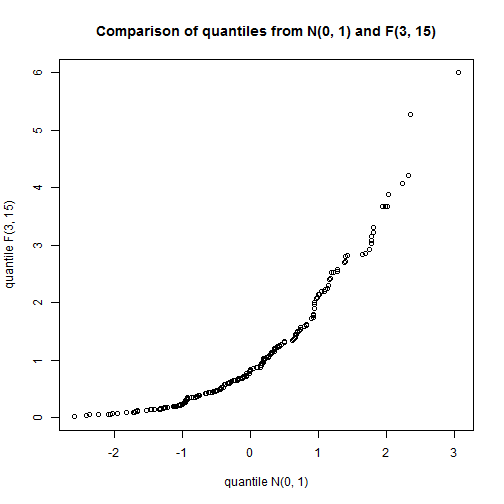 Comparison of quantiles from N(0, 1) and F(3, 15)
6
5
4
3
2
1
0
quantile F(3, 15)
-2 -1 0 1 2 3
quantile N(0, 1)